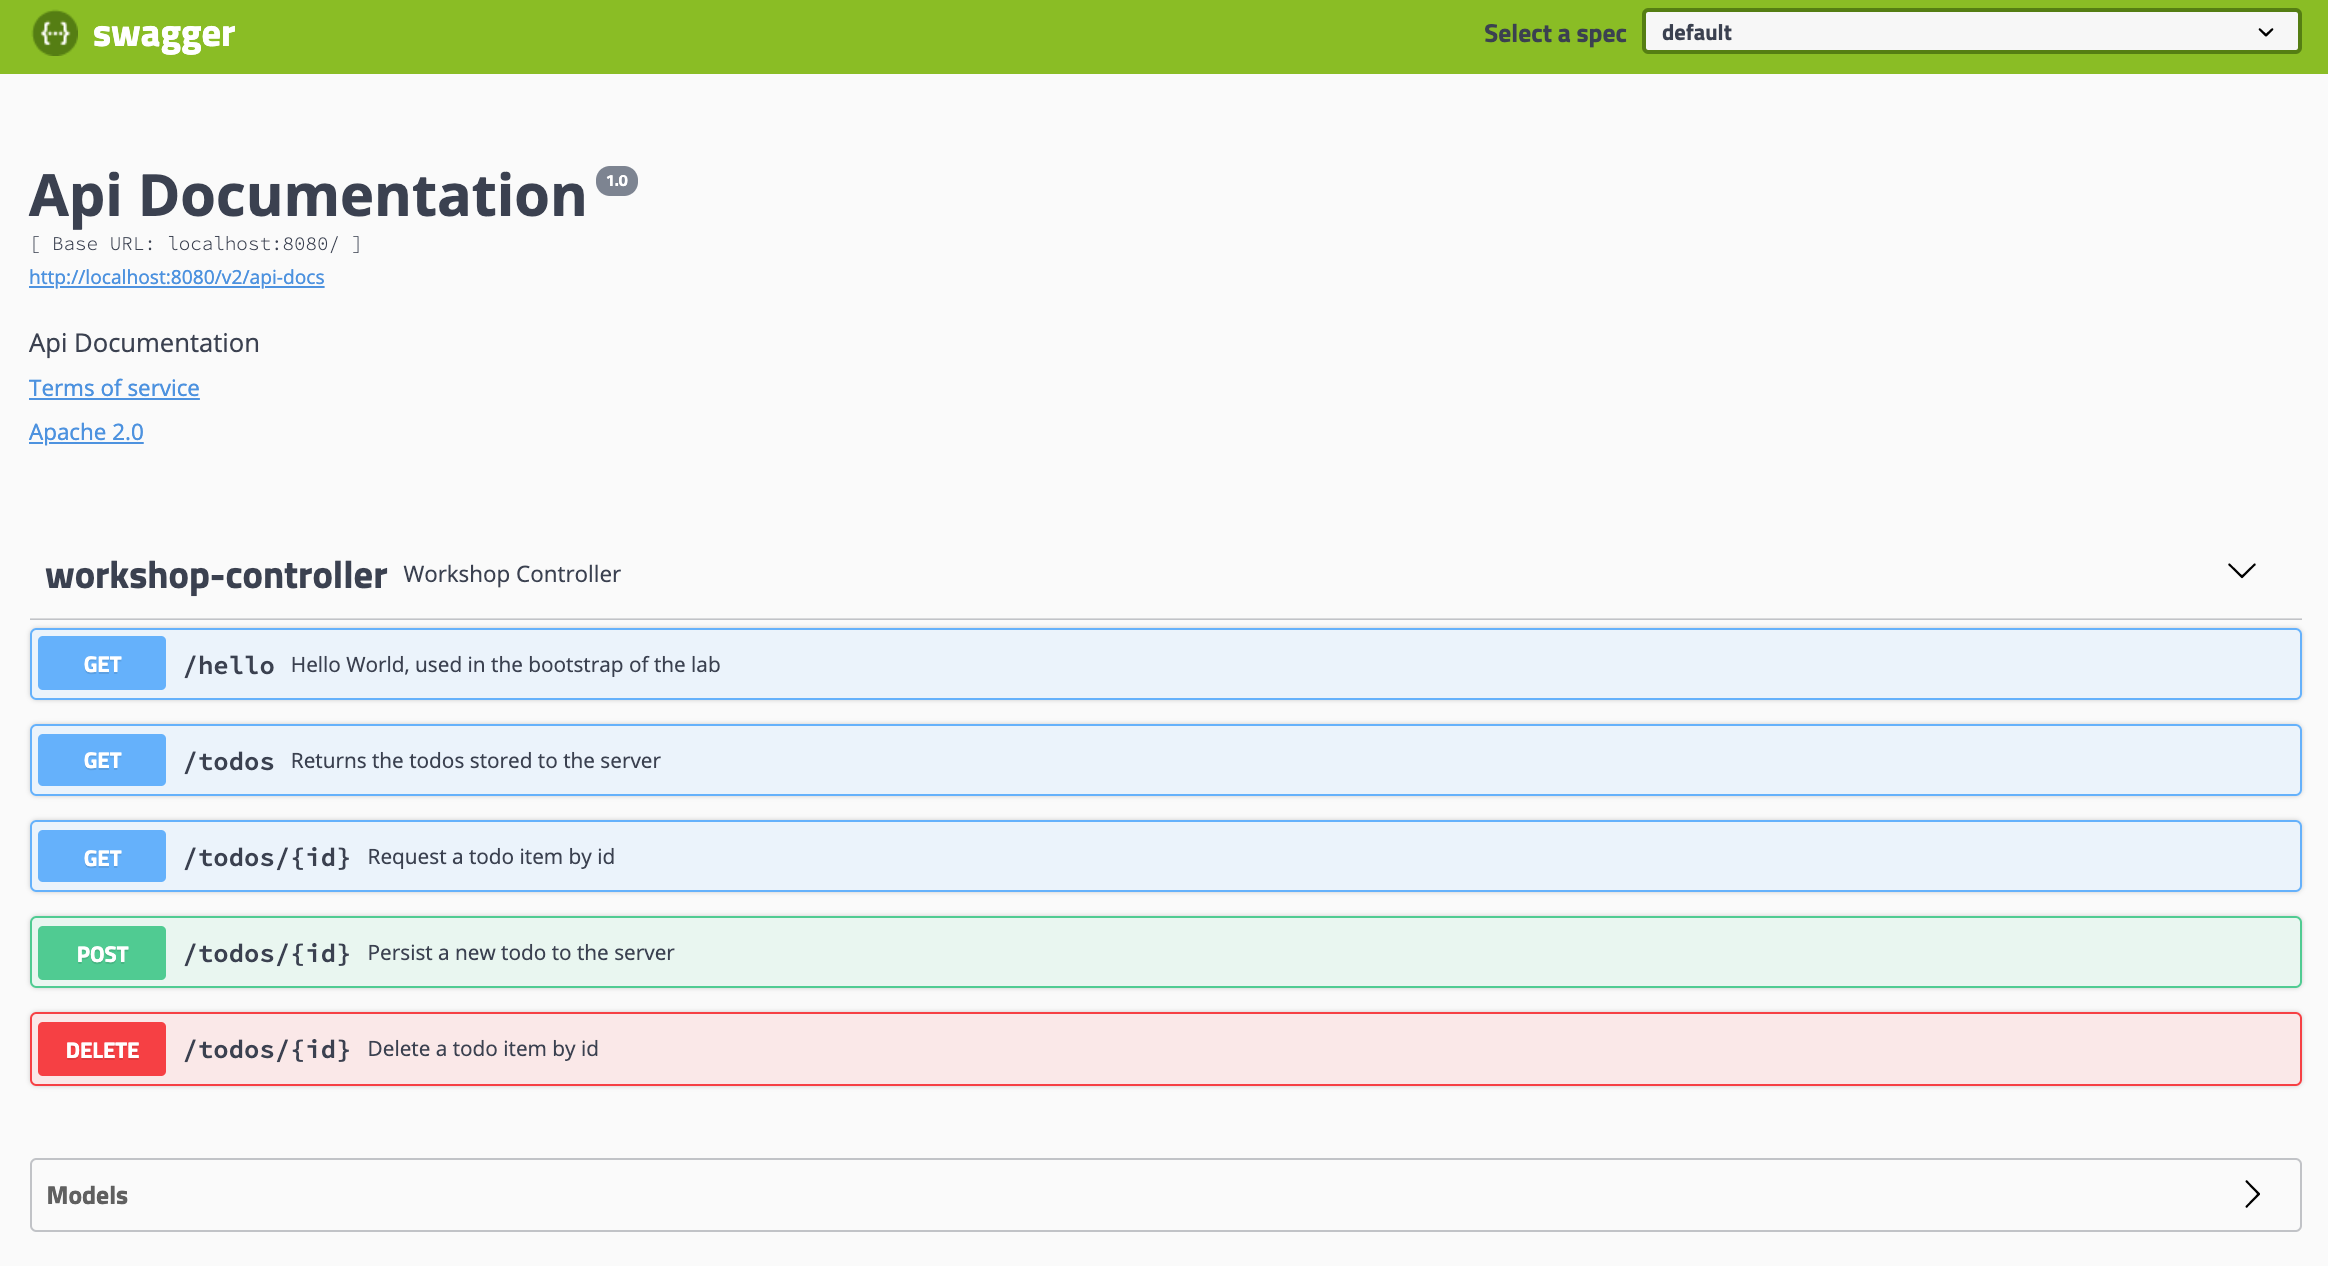 {···} swagger
Select a spec default
Api Documentation 1.0
[ Base URL: localhost:8080/ ]
http://localhost:8080/v2/api-docs
Api Documentation
Terms of service
Apache 2.0
workshop-controller Workshop Controller
GET /hello Hello World, used in the bootstrap of the lab
GET /todos Returns the todos stored to the server
GET /todos/{id} Request a todo item by id
POST /todos/{id} Persist a new todo to the server
DELETE /todos/{id} Delete a todo item by id
Models